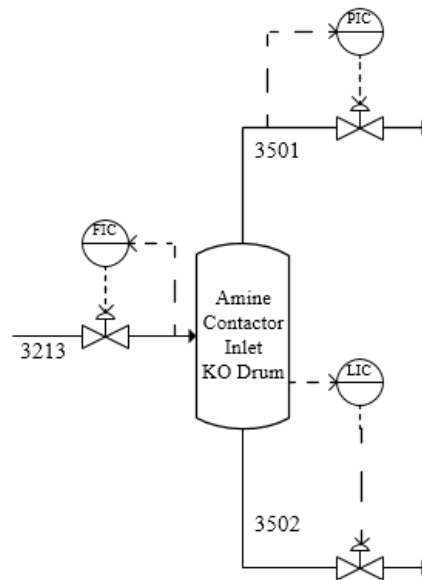 PIC
3501
FIC
Amine
Contactor
Inlet
KO Drum
3213
LIC
3502